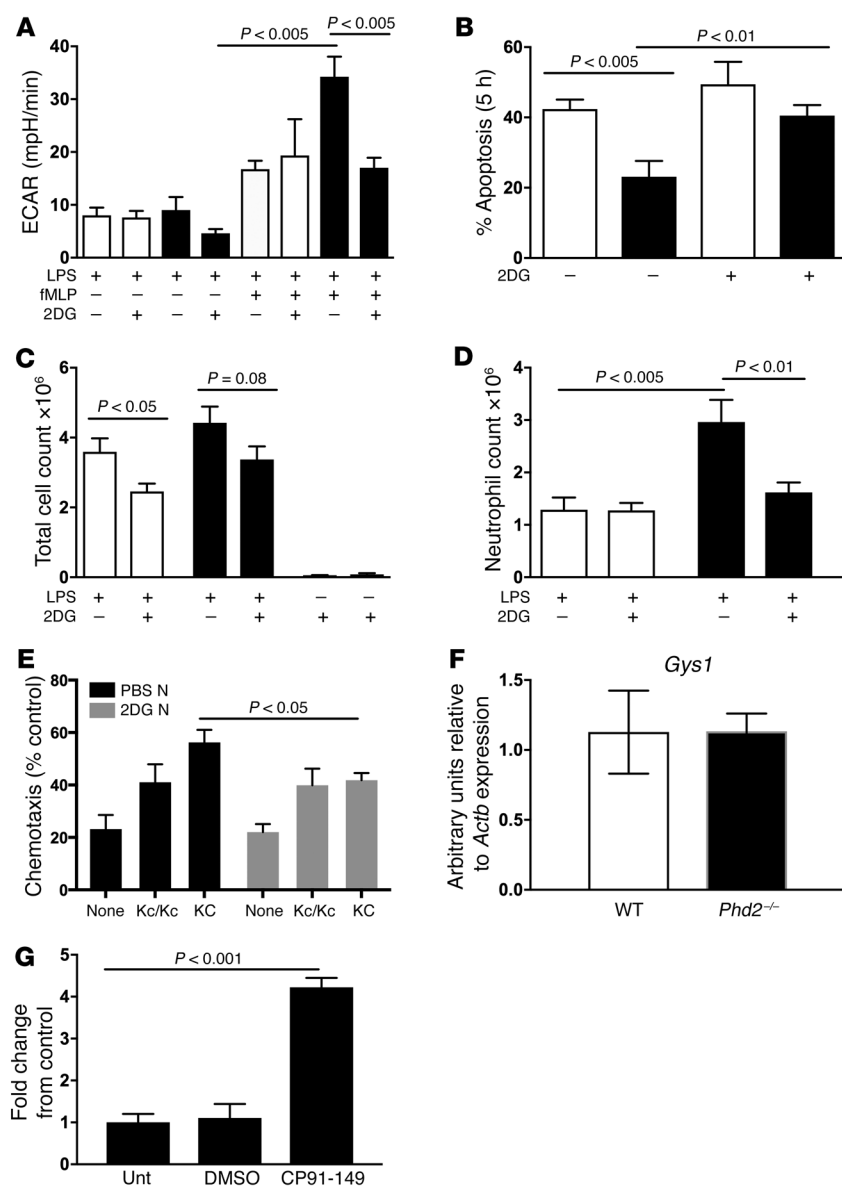 A
P < 0.005
P < 0.005
ECAR (mpH/min)
40
30
20
10
0
LPS + + + + + + + +
fMLP – – – – + + + +
2DG – + – + – + – +
B
P < 0.01
P < 0.005
% Apoptosis (5 h)
60
40
20
0
2DG – – + +
C
P = 0.08
P < 0.05
Total cell count ×10⁶
6
4
2
0
LPS + + + + – –
2DG – + – + + +
D
P < 0.005
P < 0.01
Neutrophil count ×10⁶
4
3
2
1
0
LPS + + + +
2DG – + – +
E
PBS N
2DG N
P < 0.05
Chemotaxis (% control)
80
60
40
20
0
None Kc/Kc KC None Kc/Kc KC
F
Gys1
Arbitrary units relative
to Actb expression
1.5
1.0
0.5
0.0
WT Phd2⁻/⁻
G
P < 0.001
Fold change
from control
5
4
3
2
1
0
Unt DMSO CP91-149